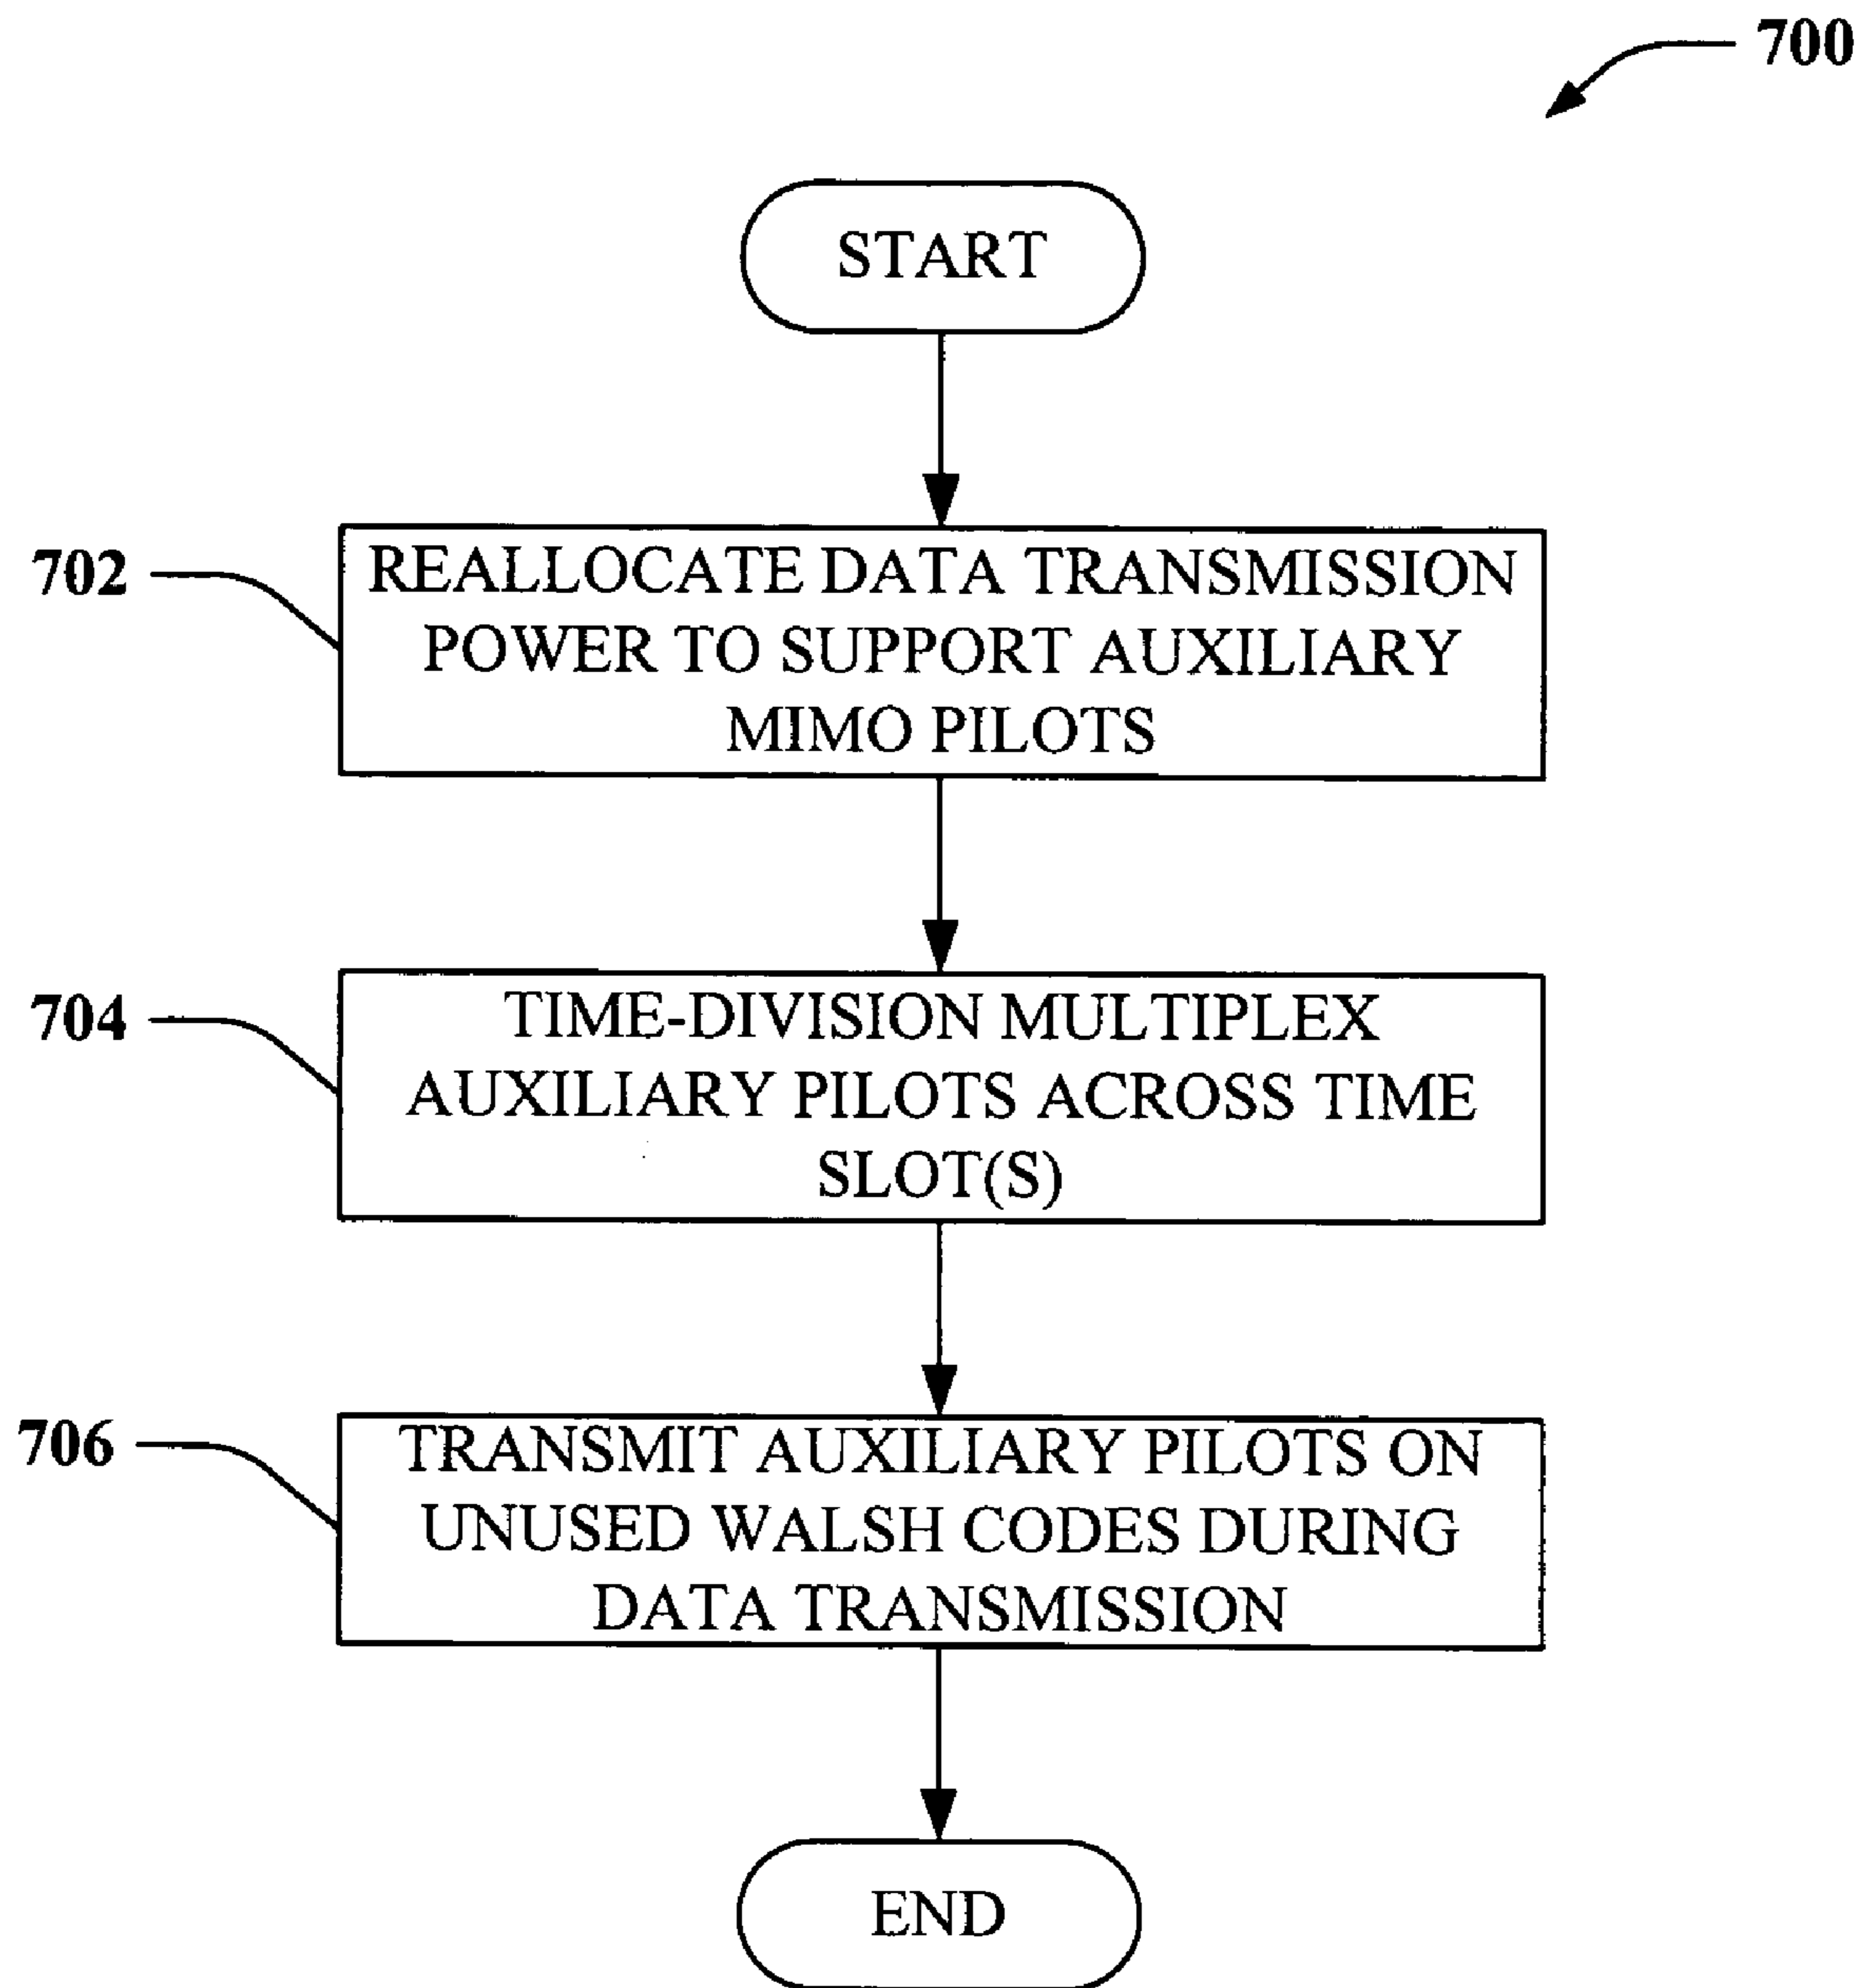 700
START
702
REALLOCATE DATA TRANSMISSION
POWER TO SUPPORT AUXILIARY
MIMO PILOTS
704
TIME-DIVISION MULTIPLEX
AUXILIARY PILOTS ACROSS TIME
SLOT(S)
706
TRANSMIT AUXILIARY PILOTS ON
UNUSED WALSH CODES DURING
DATA TRANSMISSION
END